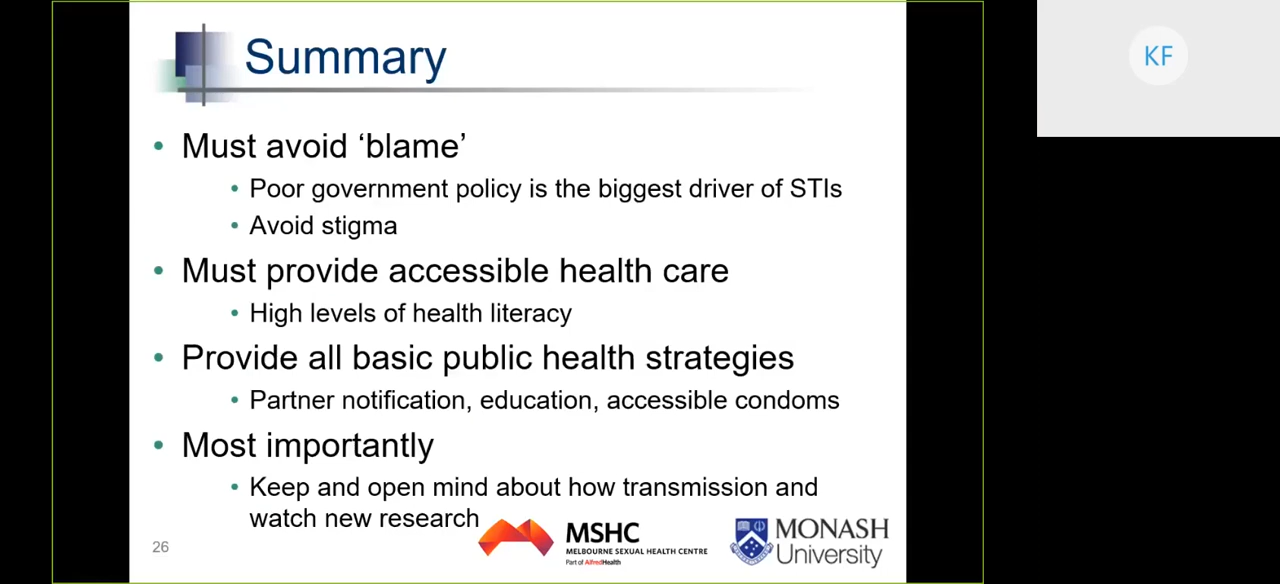 Summary
KF
• Must avoid ‘blame’
• Poor government policy is the biggest driver of STIs
• Avoid stigma
• Must provide accessible health care
• High levels of health literacy
• Provide all basic public health strategies
• Partner notification, education, accessible condoms
• Most importantly
• Keep and open mind about how transmission and
watch new research
26
MSHC
MELBOURNE SEXUAL HEALTH CENTRE
Part of AlfredHealth
MONASH
University